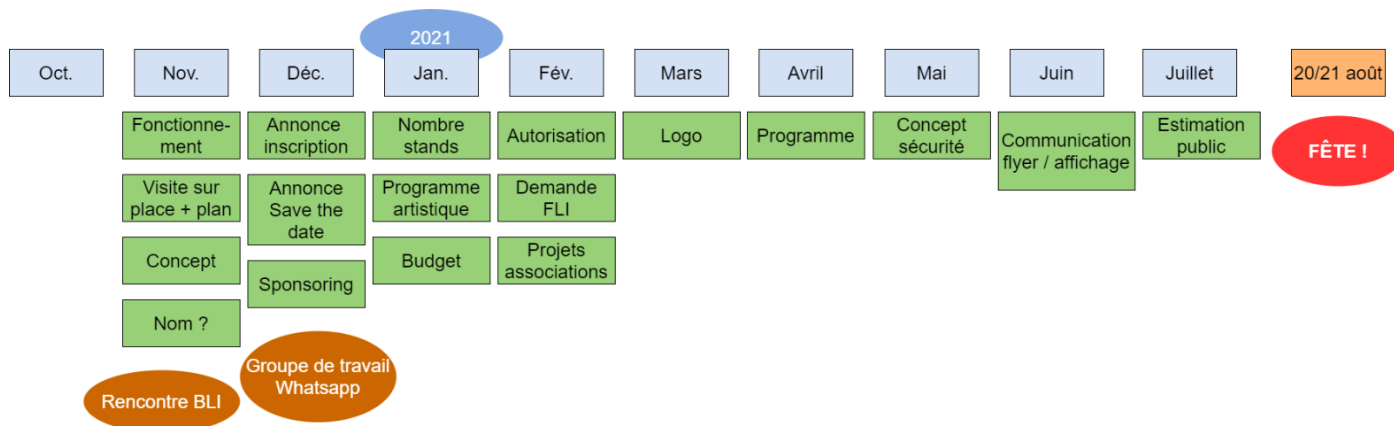 2021
Oct.
Nov.
Déc.
Jan.
Fév.
Mars
Avril
Mai
Juin
Juillet
20/21 août
Fonctionne-
ment
Visite sur
place + plan
Concept
Nom ?
Rencontre BLI
Annonce
inscription
Annonce
Save the
date
Sponsoring
Groupe de travail
Whatsapp
Nombre
stands
Programme
artistique
Budget
Autorisation
Demande
FLI
Projets
associations
Logo
Programme
Concept
sécurité
Communication
flyer / affichage
Estimation
public
FÊTE !